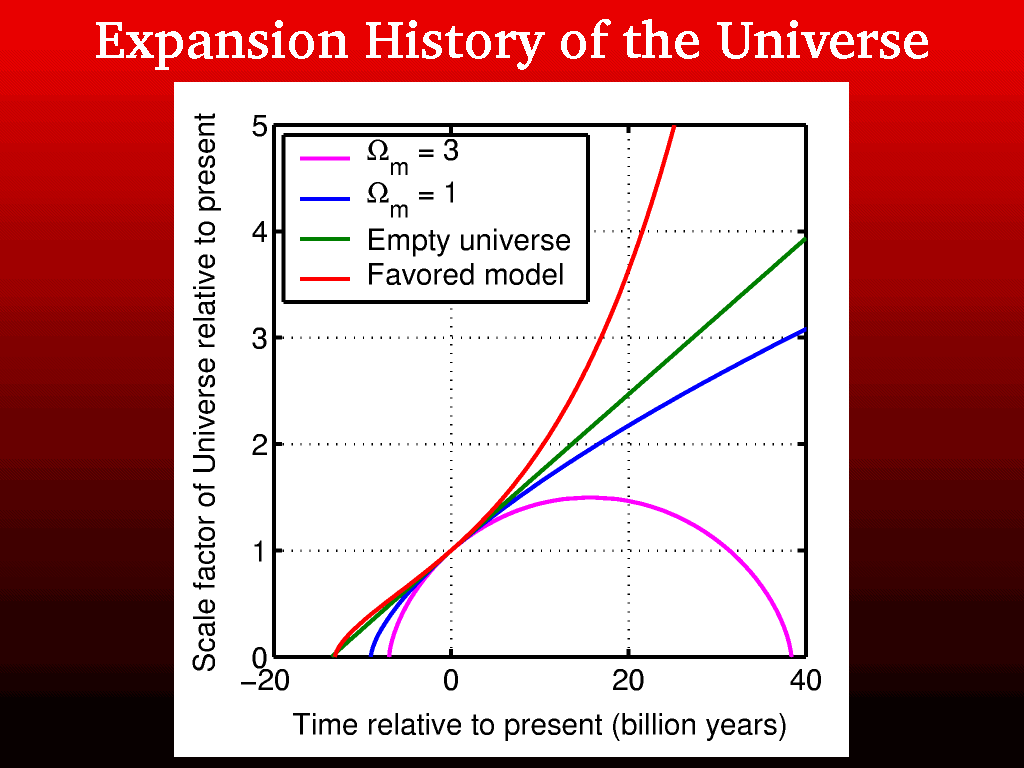 Expansion History of the Universe
Scale factor of Universe relative to present
5
4
3
2
1
0
Ωm = 3
Ωm = 1
Empty universe
Favored model
−20 0 20 40
Time relative to present (billion years)